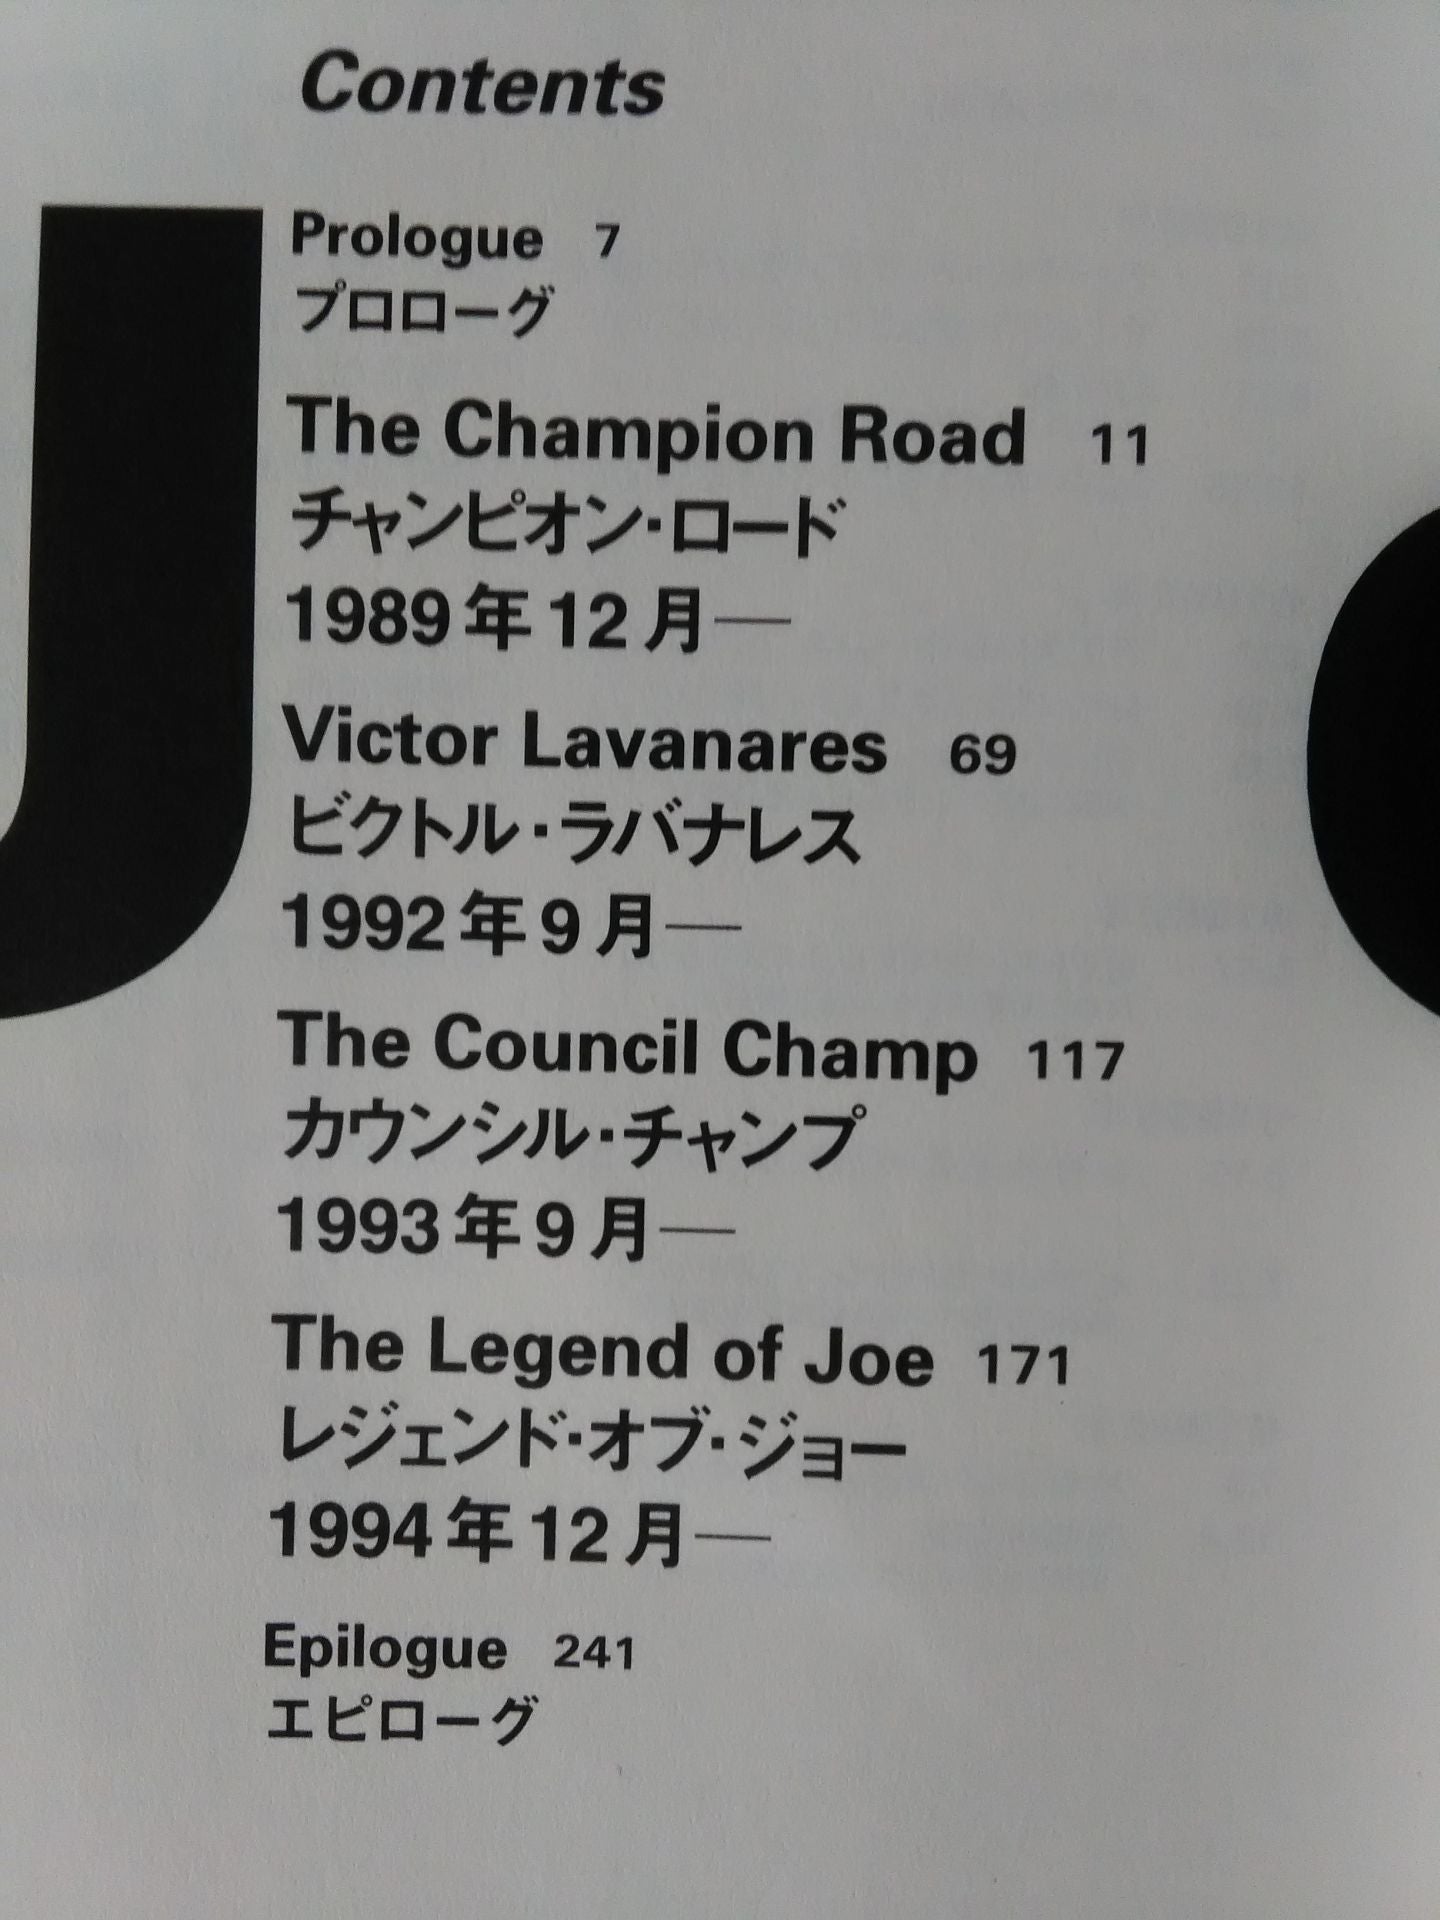 Contents
Prologue 7
プロローグ
The Champion Road 11
チャンピオン・ロード
1989年12月―
Victor Lavanares 69
ビクトル・ラバナレス
1992年9月―
The Council Champ 117
カウンシル・チャンプ
1993年9月―
The Legend of Joe 171
レジェンド・オブ・ジョー
1994年12月―
Epilogue 241
エピローグ